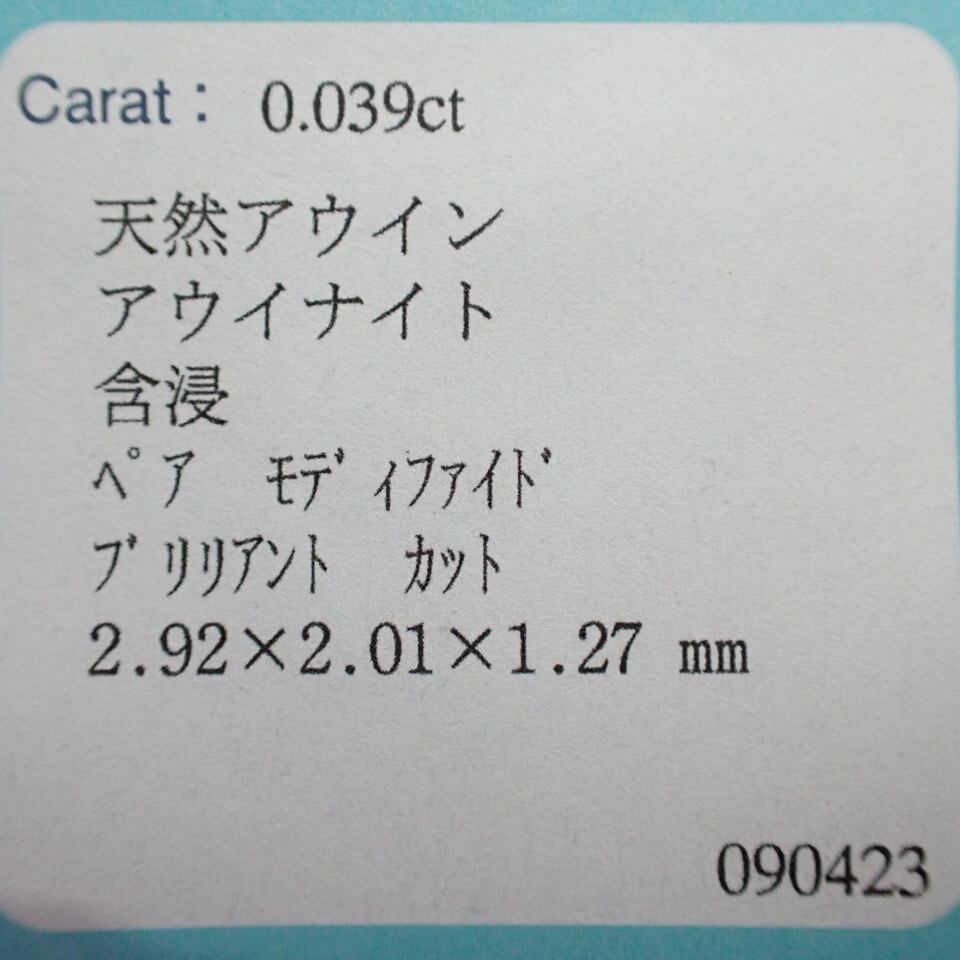 Carat : 0.039ct
天然アウイン
アウイナイト
含浸
ﾍﾟｱ ﾓﾃﾞｨﾌｧｲﾄﾞ
ﾌﾞﾘﾘｱﾝﾄ ｶｯﾄ
2.92×2.01×1.27 mm
090423